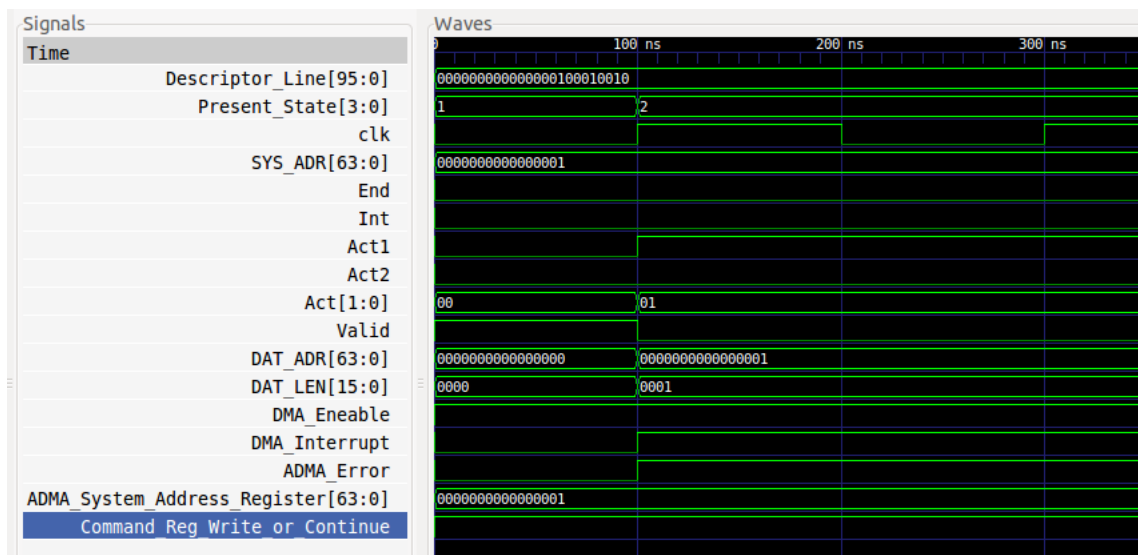 Signals Waves
Time 0 100 ns 200 ns 300 ns
Descriptor_Line[95:0] 000000000000000100010010
Present_State[3:0] 1 2
clk
SYS_ADR[63:0] 0000000000000001
End
Int
Act1
Act2
Act[1:0] 00 01
Valid
DAT_ADR[63:0] 0000000000000000 0000000000000001
DAT_LEN[15:0] 0000 0001
DMA_Eneable
DMA_Interrupt
ADMA_Error
ADMA_System_Address_Register[63:0] 0000000000000001
Command_Reg_Write_or_Continue